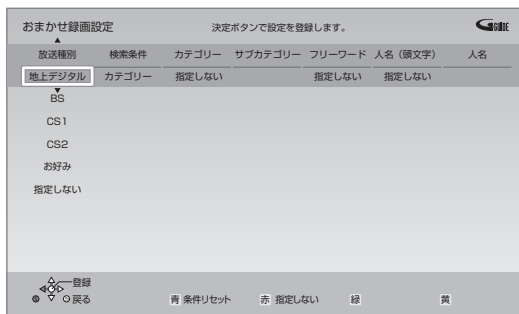 おまかせ録画設定 決定ボタンで設定を登録します。 G GUIDE
放送種別 検索条件 カテゴリー サブカテゴリー フリーワード 人名（頭文字） 人名
地上デジタル カテゴリー 指定しない 指定しない 指定しない
BS
CS1
CS2
お好み
指定しない
登録
戻る
青 条件リセット 赤 指定しない 緑 黄